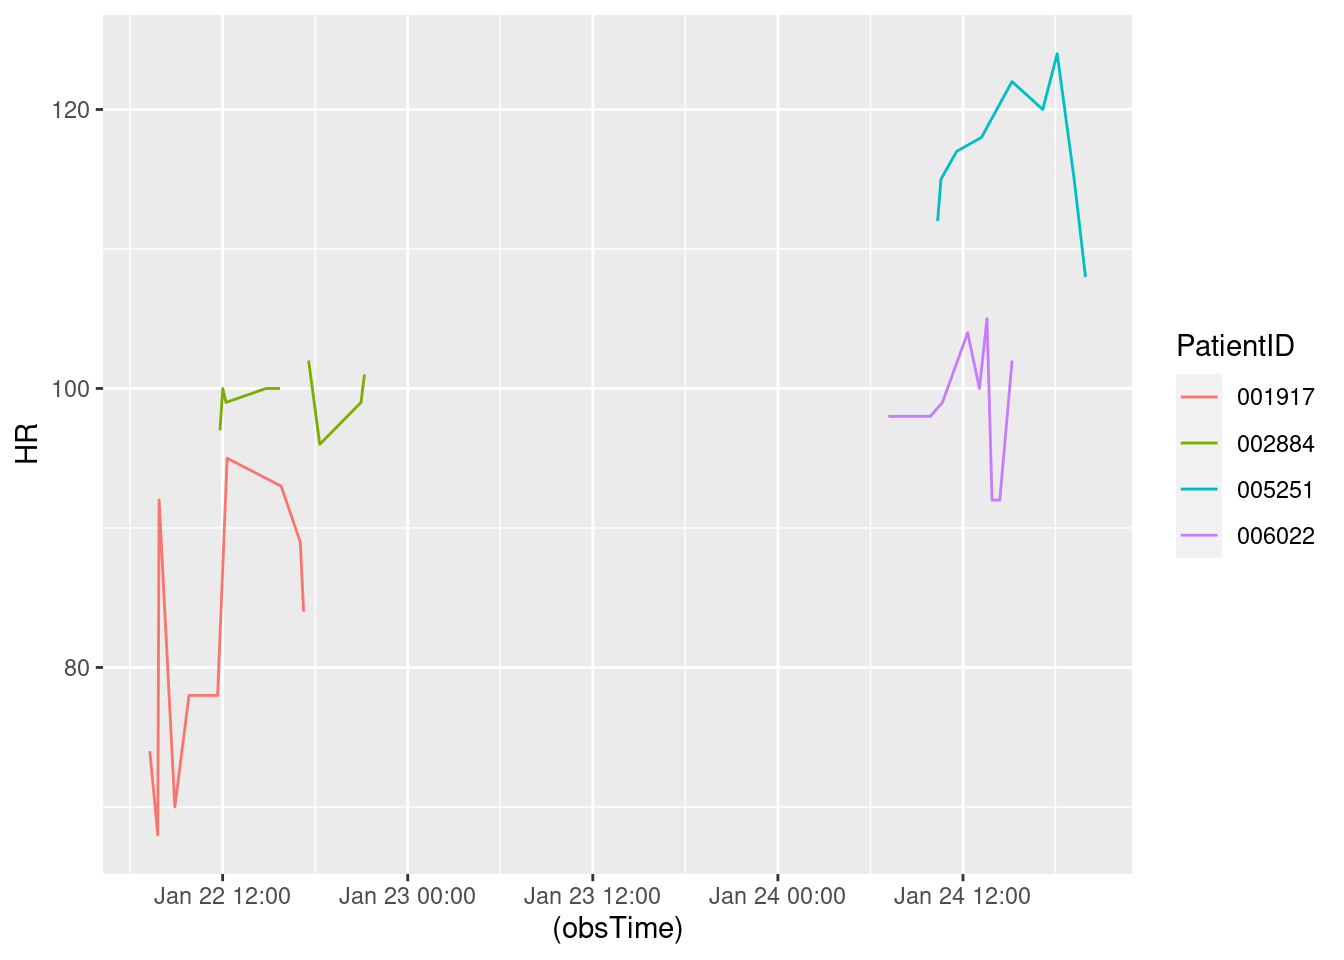 120
100
80
HR
Jan 22 12:00
Jan 23 00:00
Jan 23 12:00
Jan 24 00:00
Jan 24 12:00
(obsTime)
PatientID
001917
002884
005251
006022